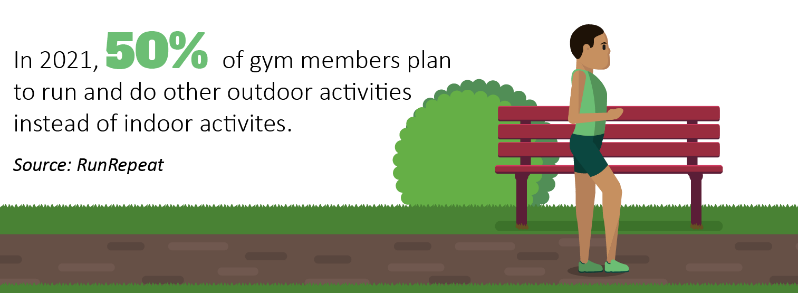 In 2021, 50% of gym members plan
to run and do other outdoor activities
instead of indoor activites.
Source: RunRepeat